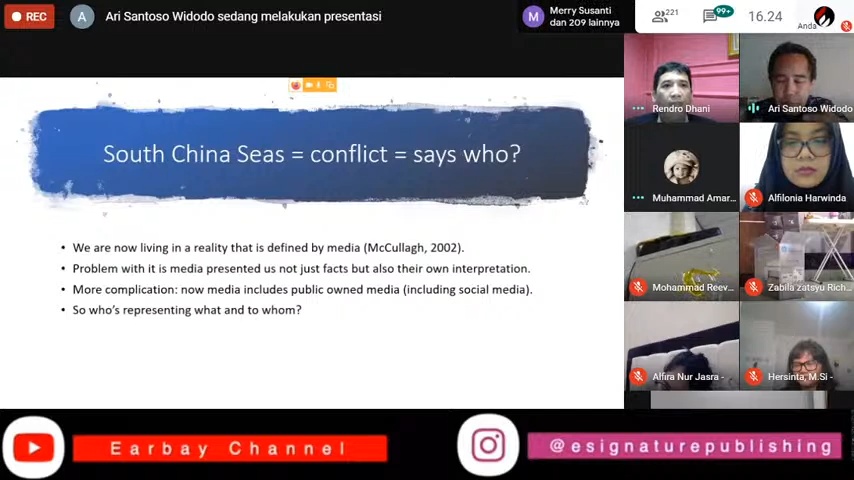 REC
A
Ari Santoso Widodo sedang melakukan presentasi
M
Merry Susanti
dan 209 lainnya
221
99+
16.24
Anda
South China Seas = conflict = says who?
• We are now living in a reality that is defined by media (McCullagh, 2002).
• Problem with it is media presented us not just facts but also their own interpretation.
• More complication: now media includes public owned media (including social media).
• So who's representing what and to whom?
Rendro Dhani
Ari Santoso Widodo
Muhammad Amar...
Alfilonia Harwinda
Mohammad Reev...
Zabila zatsyu Rich...
Alfira Nur Jasra -
Hersinta, M.Si -
Earbay Channel
@esignaturepublishing